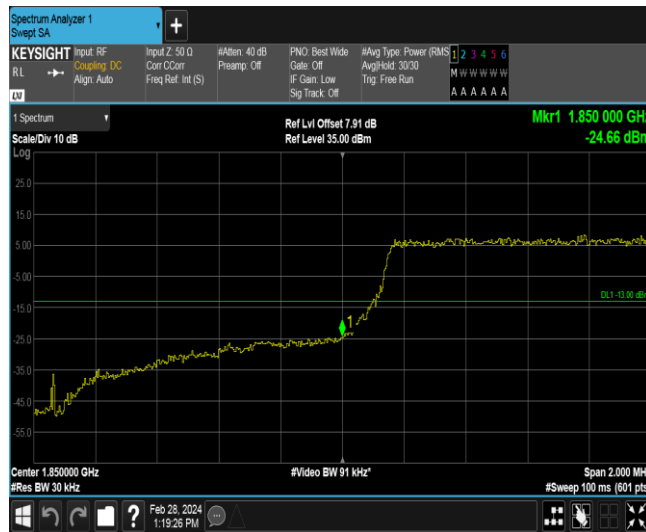 Spectrum Analyzer 1
Swept SA
KEYSIGHT
RL
LXI
Input: RF
Coupling: DC
Align: Auto
Input Z: 50 Ω
Corr CCorr
Freq Ref: Int (S)
#Atten: 40 dB
Preamp: Off
PNO: Best Wide
Gate: Off
IF Gain: Low
Sig Track: Off
#Avg Type: Power (RMS
Avg|Hold: 30/30
Trig: Free Run
1 2 3 4 5 6
M W W W W W
A A A A A A
1 Spectrum
Scale/Div 10 dB
Ref Lvl Offset 7.91 dB
Ref Level 35.00 dBm
Mkr1 1.850 000 GHz
-24.66 dBm
Log
25.0
15.0
5.00
-5.00
DL1 -13.00 dBm
-15.0
1
-25.0
-35.0
-45.0
-55.0
Center 1.850000 GHz
#Res BW 30 kHz
#Video BW 91 kHz*
Span 2.000 MH
#Sweep 100 ms (601 pts
?
Feb 28, 2024
1:19:26 PM